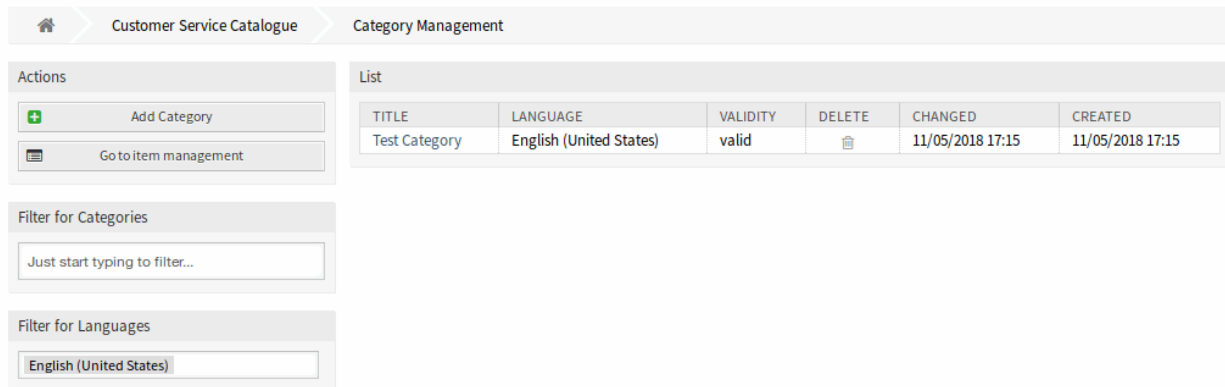 Customer Service Catalogue Category Management
Actions
Add Category
Go to item management
Filter for Categories
Just start typing to filter...
Filter for Languages
English (United States)
List
TITLE LANGUAGE VALIDITY DELETE CHANGED CREATED
Test Category English (United States) valid 11/05/2018 17:15 11/05/2018 17:15